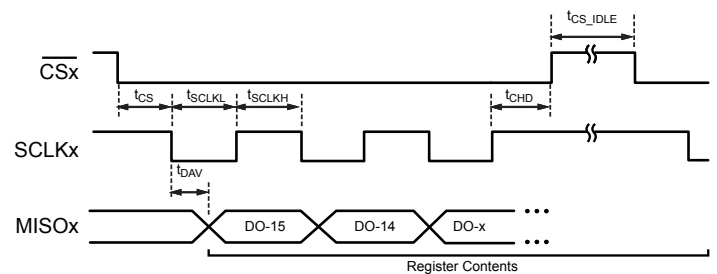 tCS_IDLE
CSx
tCS tSCLKL tSCLKH tCHD
SCLKx
tDAV
MISOx DO-15 DO-14 DO-x
Register Contents